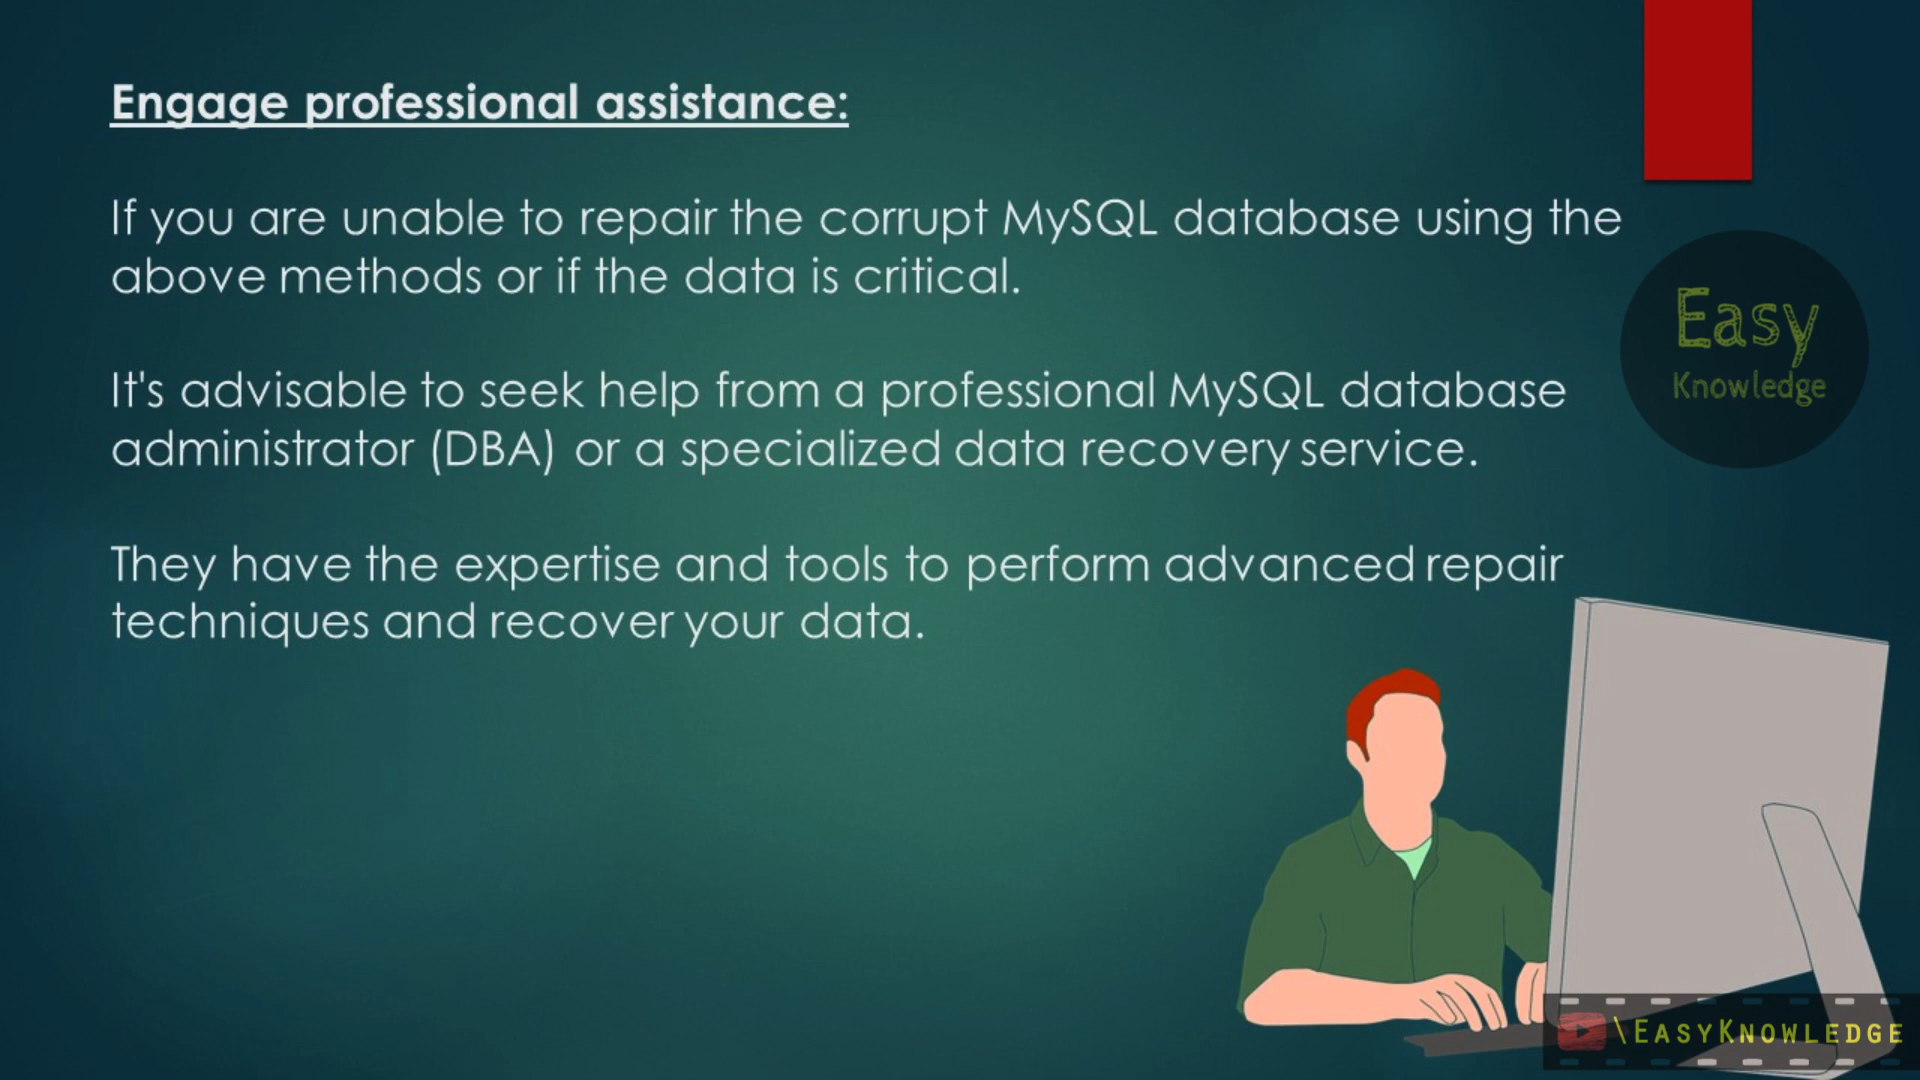 Engage professional assistance:
If you are unable to repair the corrupt MySQL database using the
above methods or if the data is critical.
It's advisable to seek help from a professional MySQL database
administrator (DBA) or a specialized data recovery service.
They have the expertise and tools to perform advanced repair
techniques and recover your data.
Easy
Knowledge
\EasyKnowledge